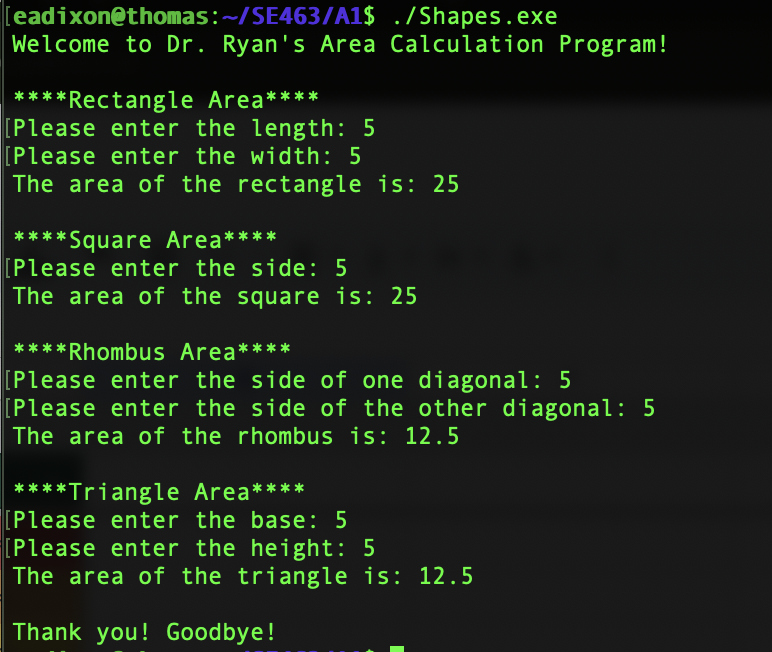 eadixon@thomas:~/SE463/A1$ ./Shapes.exe
Welcome to Dr. Ryan's Area Calculation Program!
****Rectangle Area****
[Please enter the length: 5
[Please enter the width: 5
The area of the rectangle is: 25
****Square Area****
[Please enter the side: 5
The area of the square is: 25
****Rhombus Area****
[Please enter the side of one diagonal: 5
[Please enter the side of the other diagonal: 5
The area of the rhombus is: 12.5
****Triangle Area****
[Please enter the base: 5
[Please enter the height: 5
The area of the triangle is: 12.5
Thank you! Goodbye!